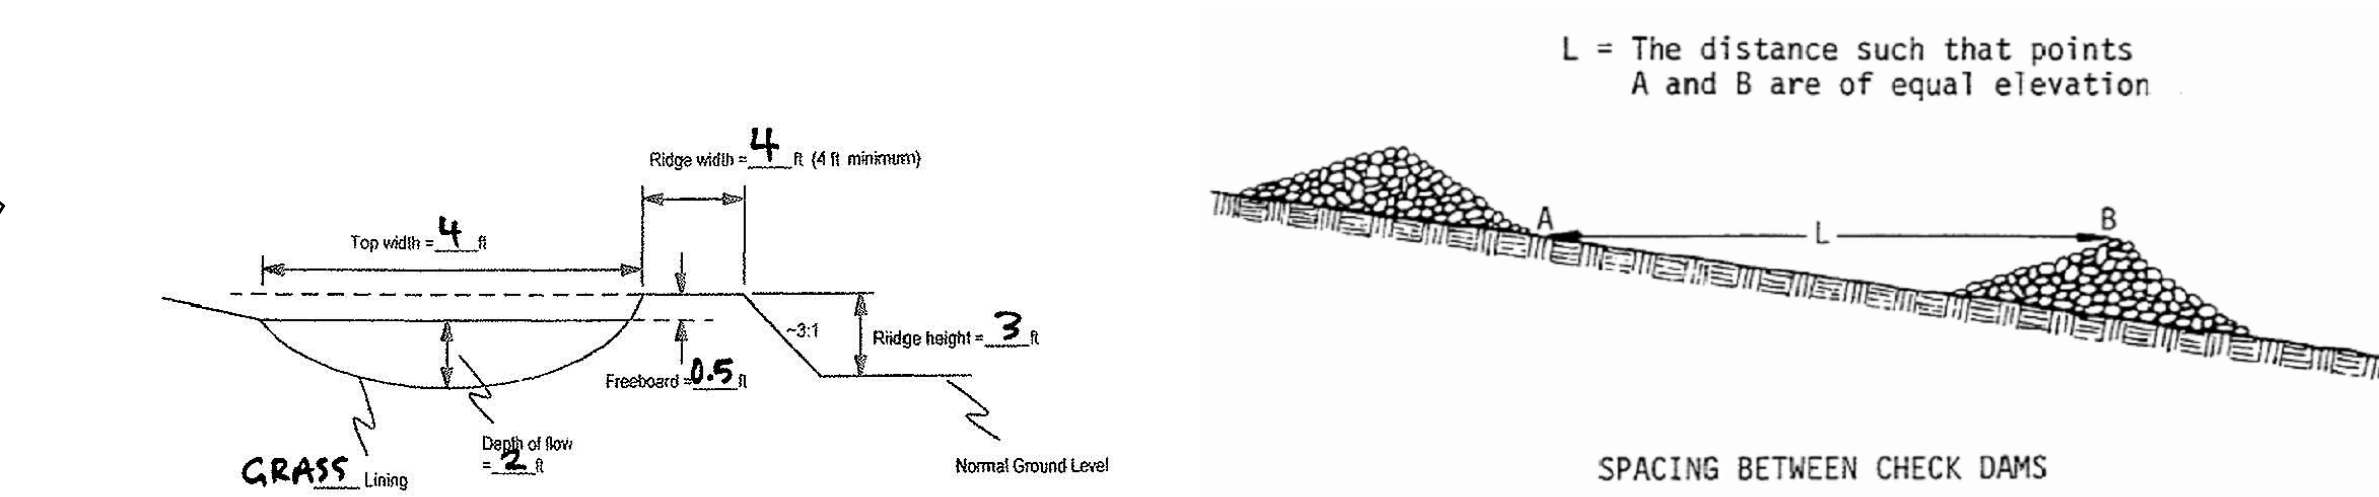 Ridge width = 4 ft (4 ft minimum)
Top width = 4 ft
~3:1
Riidge height = 3 ft
Freeboard = 0.5 ft
Depth of flow
= 2 ft
GRASS Lining
Normal Ground Level
L = The distance such that points
A and B are of equal elevation
A
L
B
SPACING BETWEEN CHECK DAMS